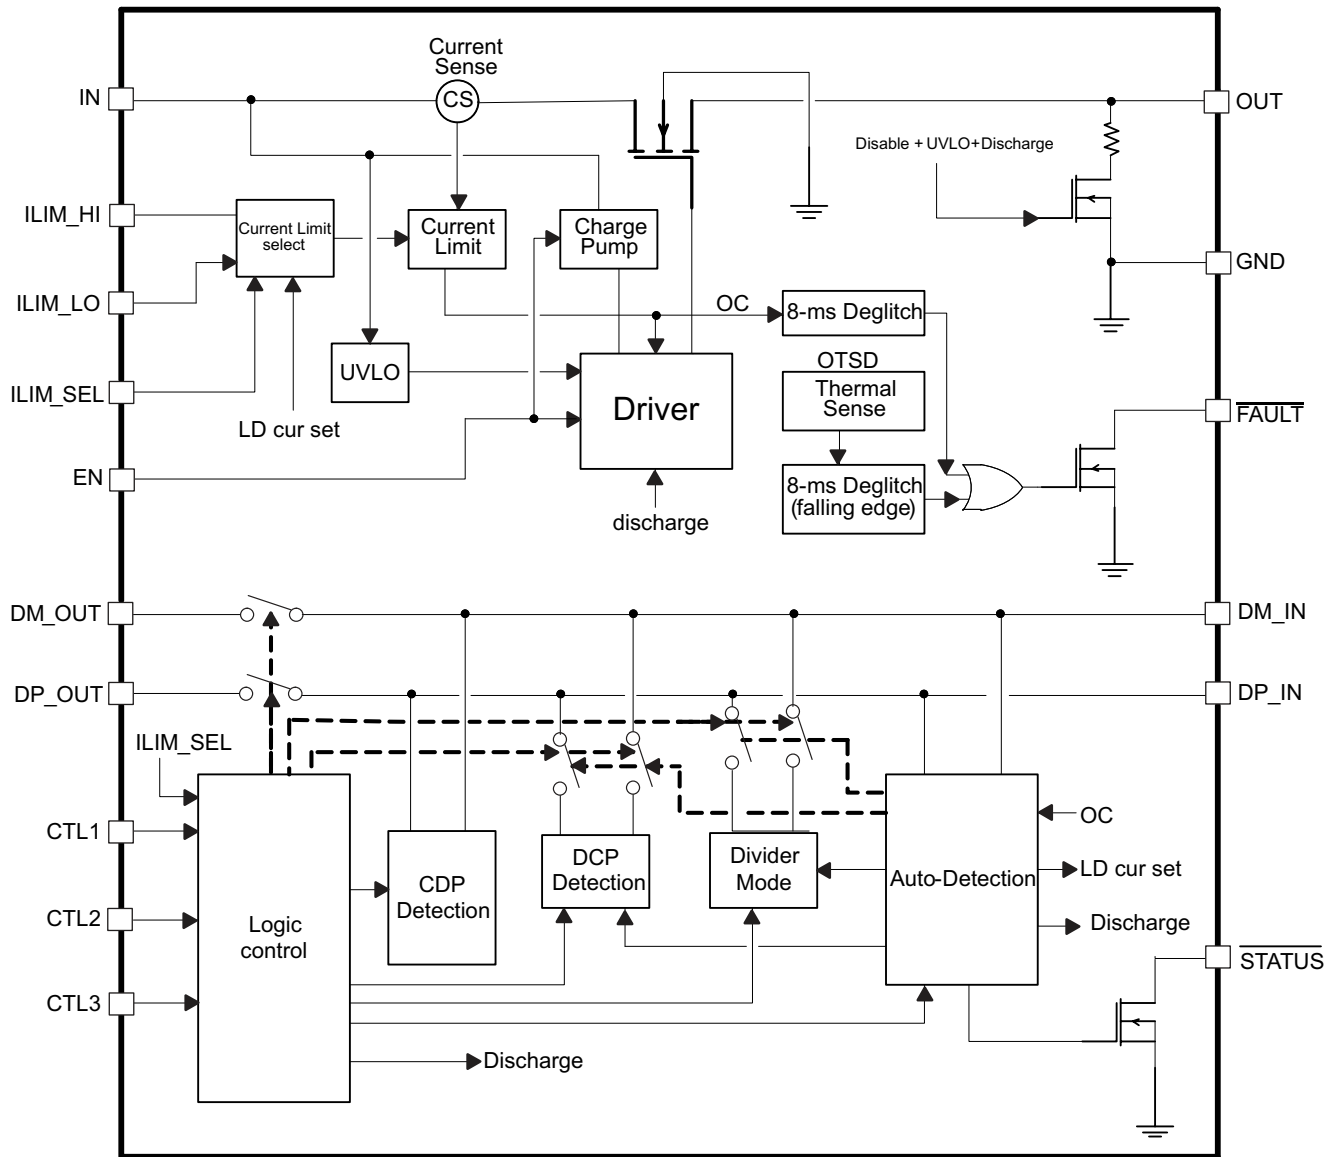 Current
Sense
IN
CS
OUT
Disable + UVLO+Discharge
ILIM_HI
Current Limit
select
Current
Limit
Charge
Pump
GND
ILIM_LO
OC
8-ms Deglitch
UVLO
OTSD
Thermal
Sense
Driver
ILIM_SEL
LD cur set
FAULT
EN
8-ms Deglitch
(falling edge)
discharge
DM_OUT
DM_IN
DP_OUT
DP_IN
ILIM_SEL
CTL1
OC
DCP
Detection
Divider
Mode
CDP
Detection
Auto-Detection
LD cur set
CTL2
Logic
control
Discharge
STATUS
CTL3
Discharge